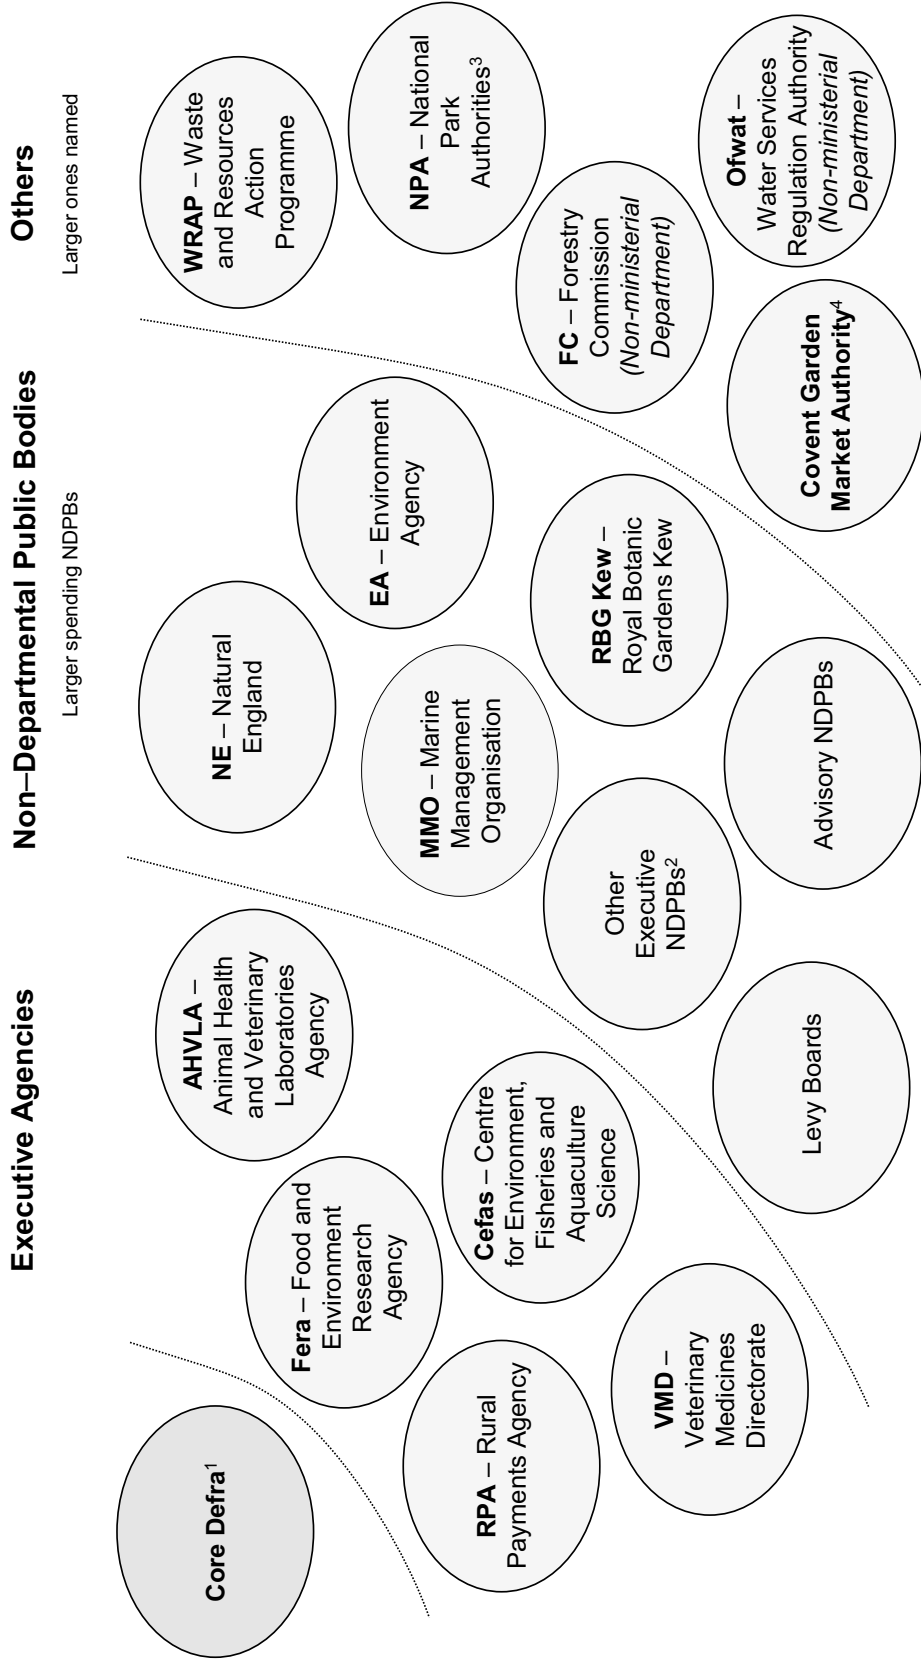 Executive Agencies
Non–Departmental Public Bodies
Larger spending NDPBs
Others
Larger ones named
Core Defra¹
Fera – Food and
Environment
Research
Agency
AHVLA –
Animal Health
and Veterinary
Laboratories
Agency
RPA – Rural
Payments Agency
Cefas – Centre
for Environment,
Fisheries and
Aquaculture
Science
VMD –
Veterinary
Medicines
Directorate
NE – Natural
England
EA – Environment
Agency
MMO – Marine
Management
Organisation
RBG Kew –
Royal Botanic
Gardens Kew
Other
Executive
NDPBs²
Levy Boards
Advisory NDPBs
WRAP – Waste
and Resources
Action
Programme
NPA – National
Park
Authorities³
FC – Forestry
Commission
(Non-ministerial
Department)
Ofwat –
Water Services
Regulation Authority
(Non-ministerial
Department)
Covent Garden
Market Authority⁴